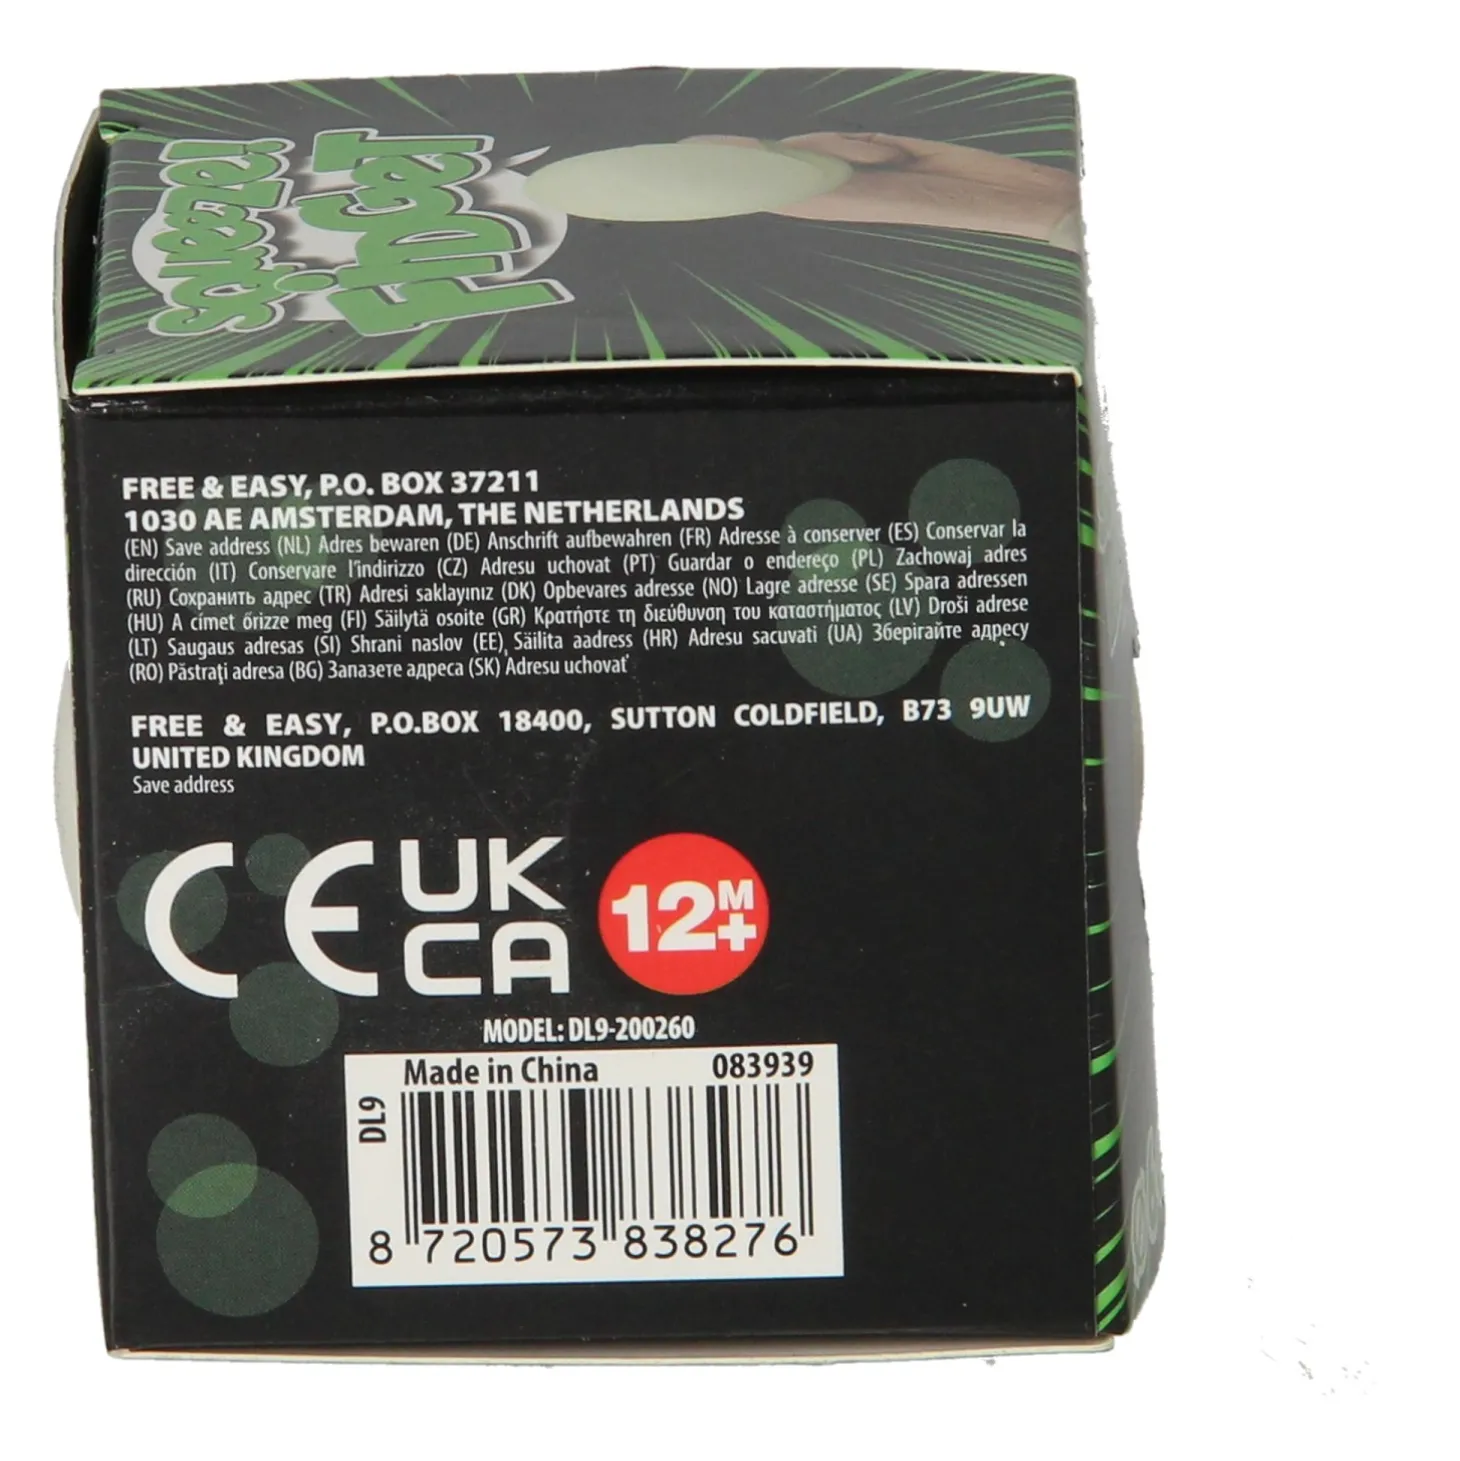 Squeeze!
FidGeT
FREE & EASY, P.O. BOX 37211
1030 AE AMSTERDAM, THE NETHERLANDS
(EN) Save address (NL) Adres bewaren (DE) Anschrift aufbewahren (FR) Adresse à conserver (ES) Conservar la
dirección (IT) Conservare l'indirizzo (CZ) Adresu uchovat (PT) Guardar o endereço (PL) Zachowaj adres
(RU) Сохранить адрес (TR) Adresi saklayınız (DK) Opbevares adresse (NO) Lagre adresse (SE) Spara adressen
(HU) A címet őrizze meg (FI) Säilytä osoite (GR) Κρατήστε τη διεύθυνση του καταστήματος (LV) Droši adrese
(LT) Saugaus adresas (SI) Shrani naslov (EE) Säilita aadress (HR) Adresu sacuvati (UA) Зберігайте адресу
(RO) Păstraţi adresa (BG) Запазете адреса (SK) Adresu uchovať
FREE & EASY, P.O.BOX 18400, SUTTON COLDFIELD, B73 9UW
UNITED KINGDOM
Save address
CE UK
CA
12M+
MODEL: DL9-200260
Made in China 083939
DL9
8 720573 838276